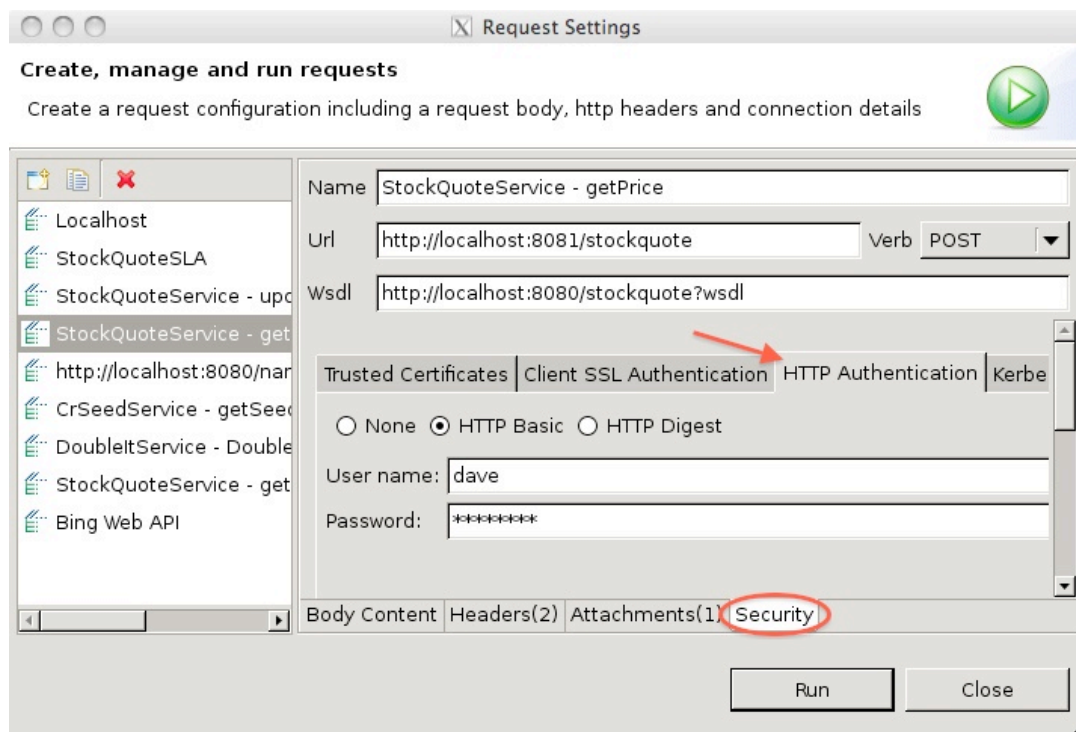 Request Settings
Create, manage and run requests
Create a request configuration including a request body, http headers and connection details
Localhost
StockQuoteSLA
StockQuoteService - upd
StockQuoteService - get
http://localhost:8080/nar
CrSeedService - getSeed
DoubleItService - Double
StockQuoteService - get
Bing Web API
Name StockQuoteService - getPrice
Url http://localhost:8081/stockquote Verb POST
Wsdl http://localhost:8080/stockquote?wsdl
Trusted Certificates Client SSL Authentication HTTP Authentication Kerbe
None HTTP Basic HTTP Digest
User name: dave
Password: *********
Body Content Headers(2) Attachments(1) Security
Run Close